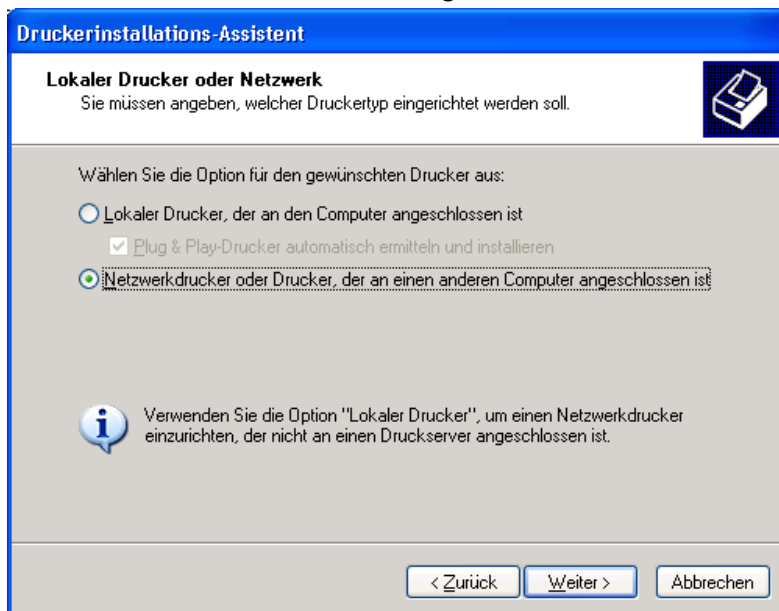 Druckerinstallations-Assistent
Lokaler Drucker oder Netzwerk
Sie müssen angeben, welcher Druckertyp eingerichtet werden soll.
Wählen Sie die Option für den gewünschten Drucker aus:
Lokaler Drucker, der an den Computer angeschlossen ist
Plug & Play-Drucker automatisch ermitteln und installieren
Netzwerkdrucker oder Drucker, der an einen anderen Computer angeschlossen ist
Verwenden Sie die Option "Lokaler Drucker", um einen Netzwerkdrucker
einzurichten, der nicht an einen Druckserver angeschlossen ist.
< Zurück Weiter > Abbrechen